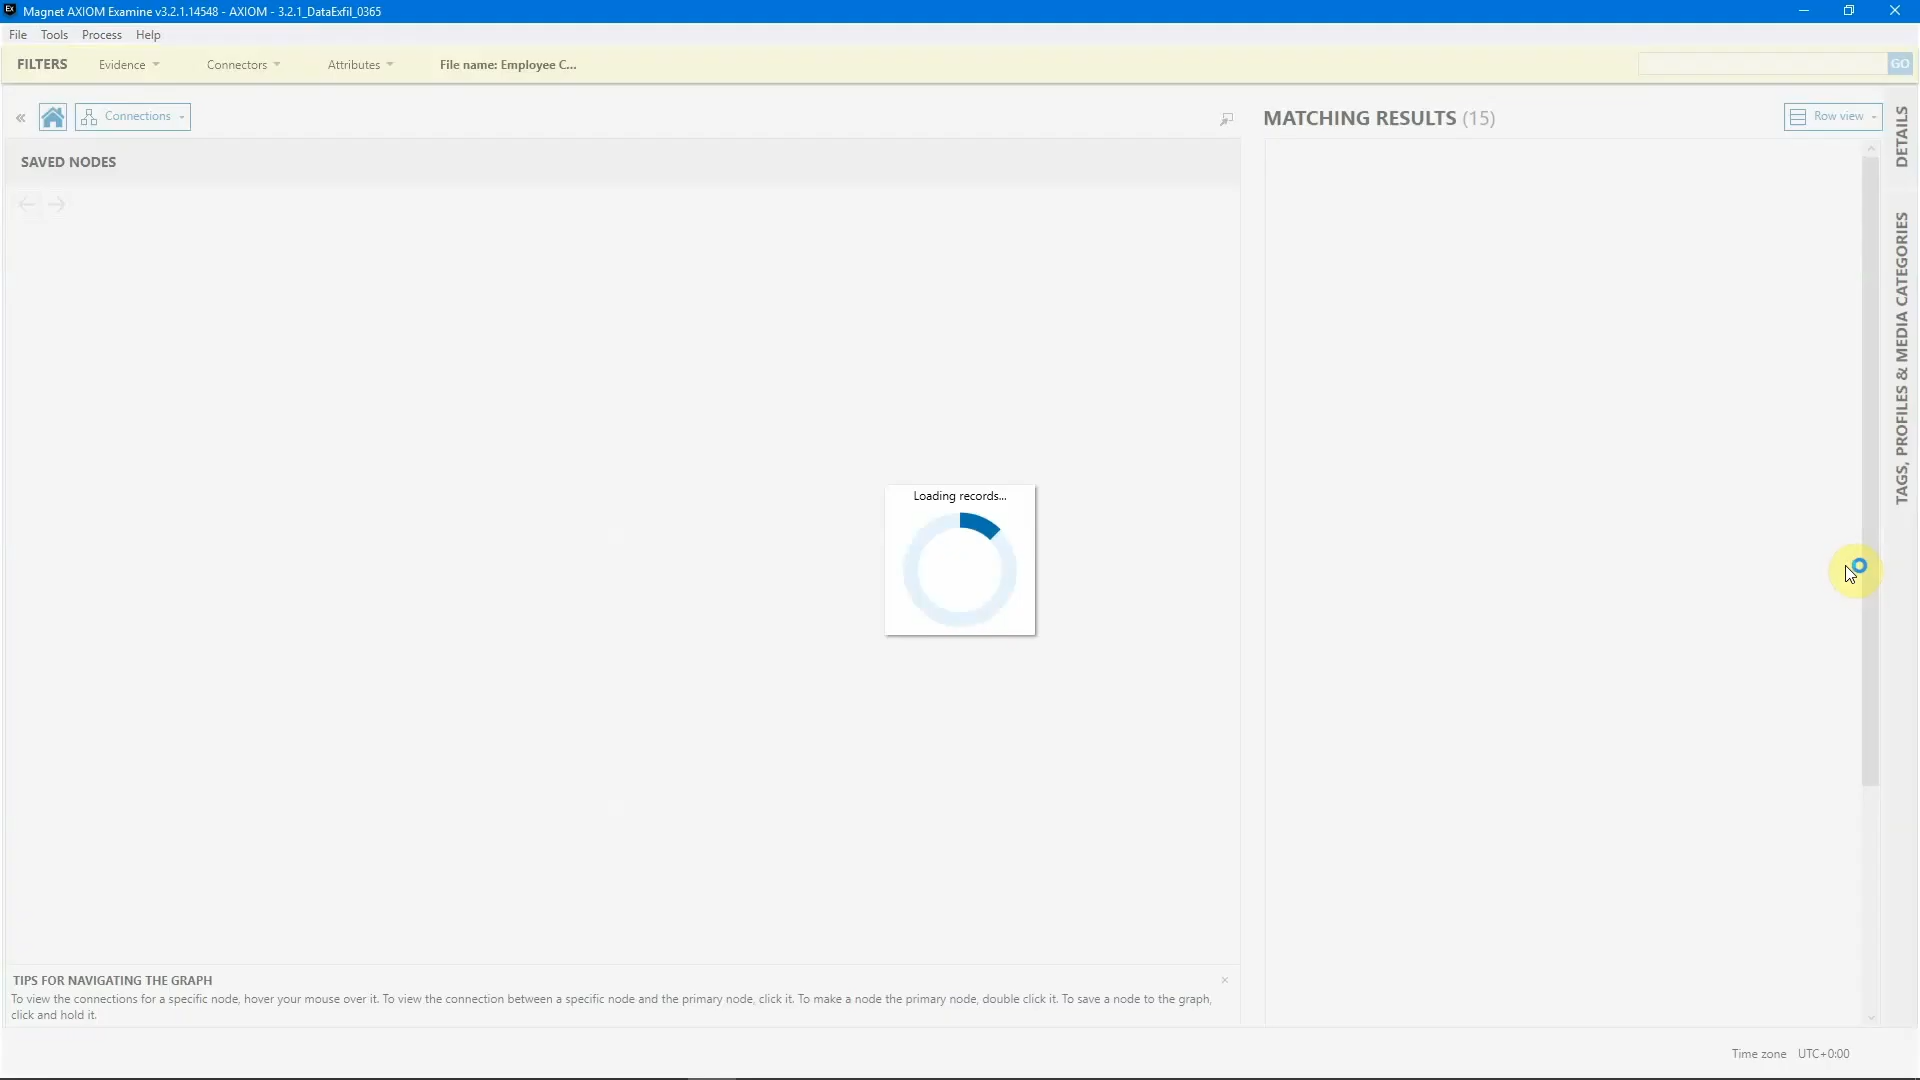 Magnet AXIOM Examine v3.2.1.14548 - AXIOM - 3.2.1_DataExfil_0365
File Tools Process Help
FILTERS Evidence Connectors Attributes File name: Employee C... GO
Connections
MATCHING RESULTS (15)
Row view
DETAILS
SAVED NODES
TAGS, PROFILES & MEDIA CATEGORIES
Loading records...
TIPS FOR NAVIGATING THE GRAPH
To view the connections for a specific node, hover your mouse over it. To view the connection between a specific node and the primary node, click it. To make a node the primary node, double click it. To save a node to the graph,
click and hold it.
Time zone UTC+0:00